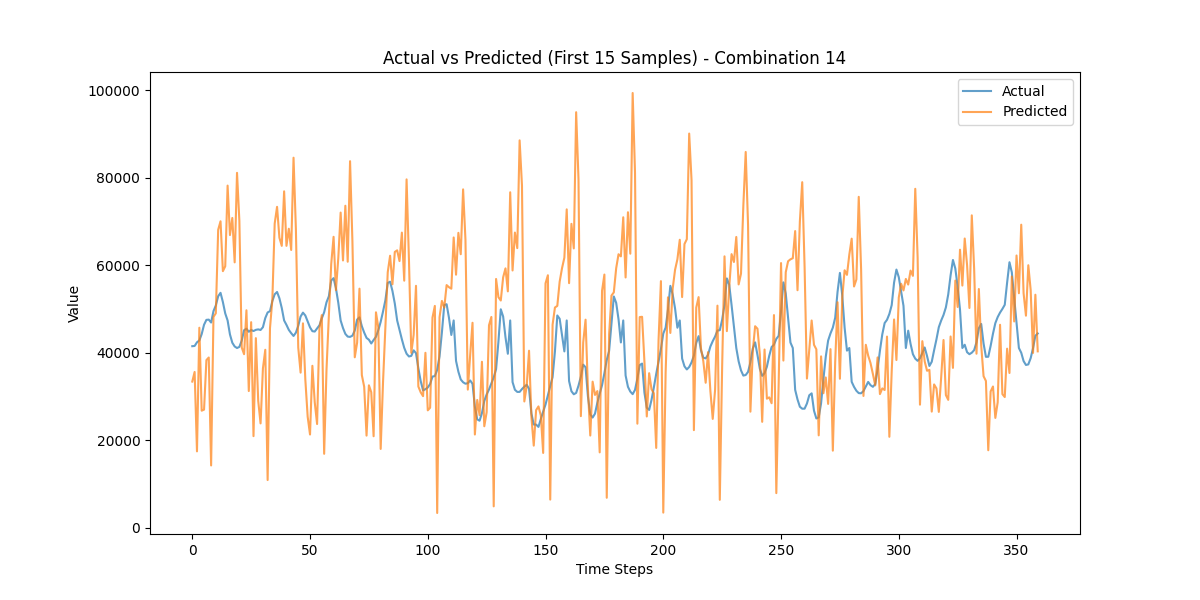 Actual vs Predicted (First 15 Samples) - Combination 14
Actual
Predicted
Value
100000
80000
60000
40000
20000
0
0 50 100 150 200 250 300 350
Time Steps